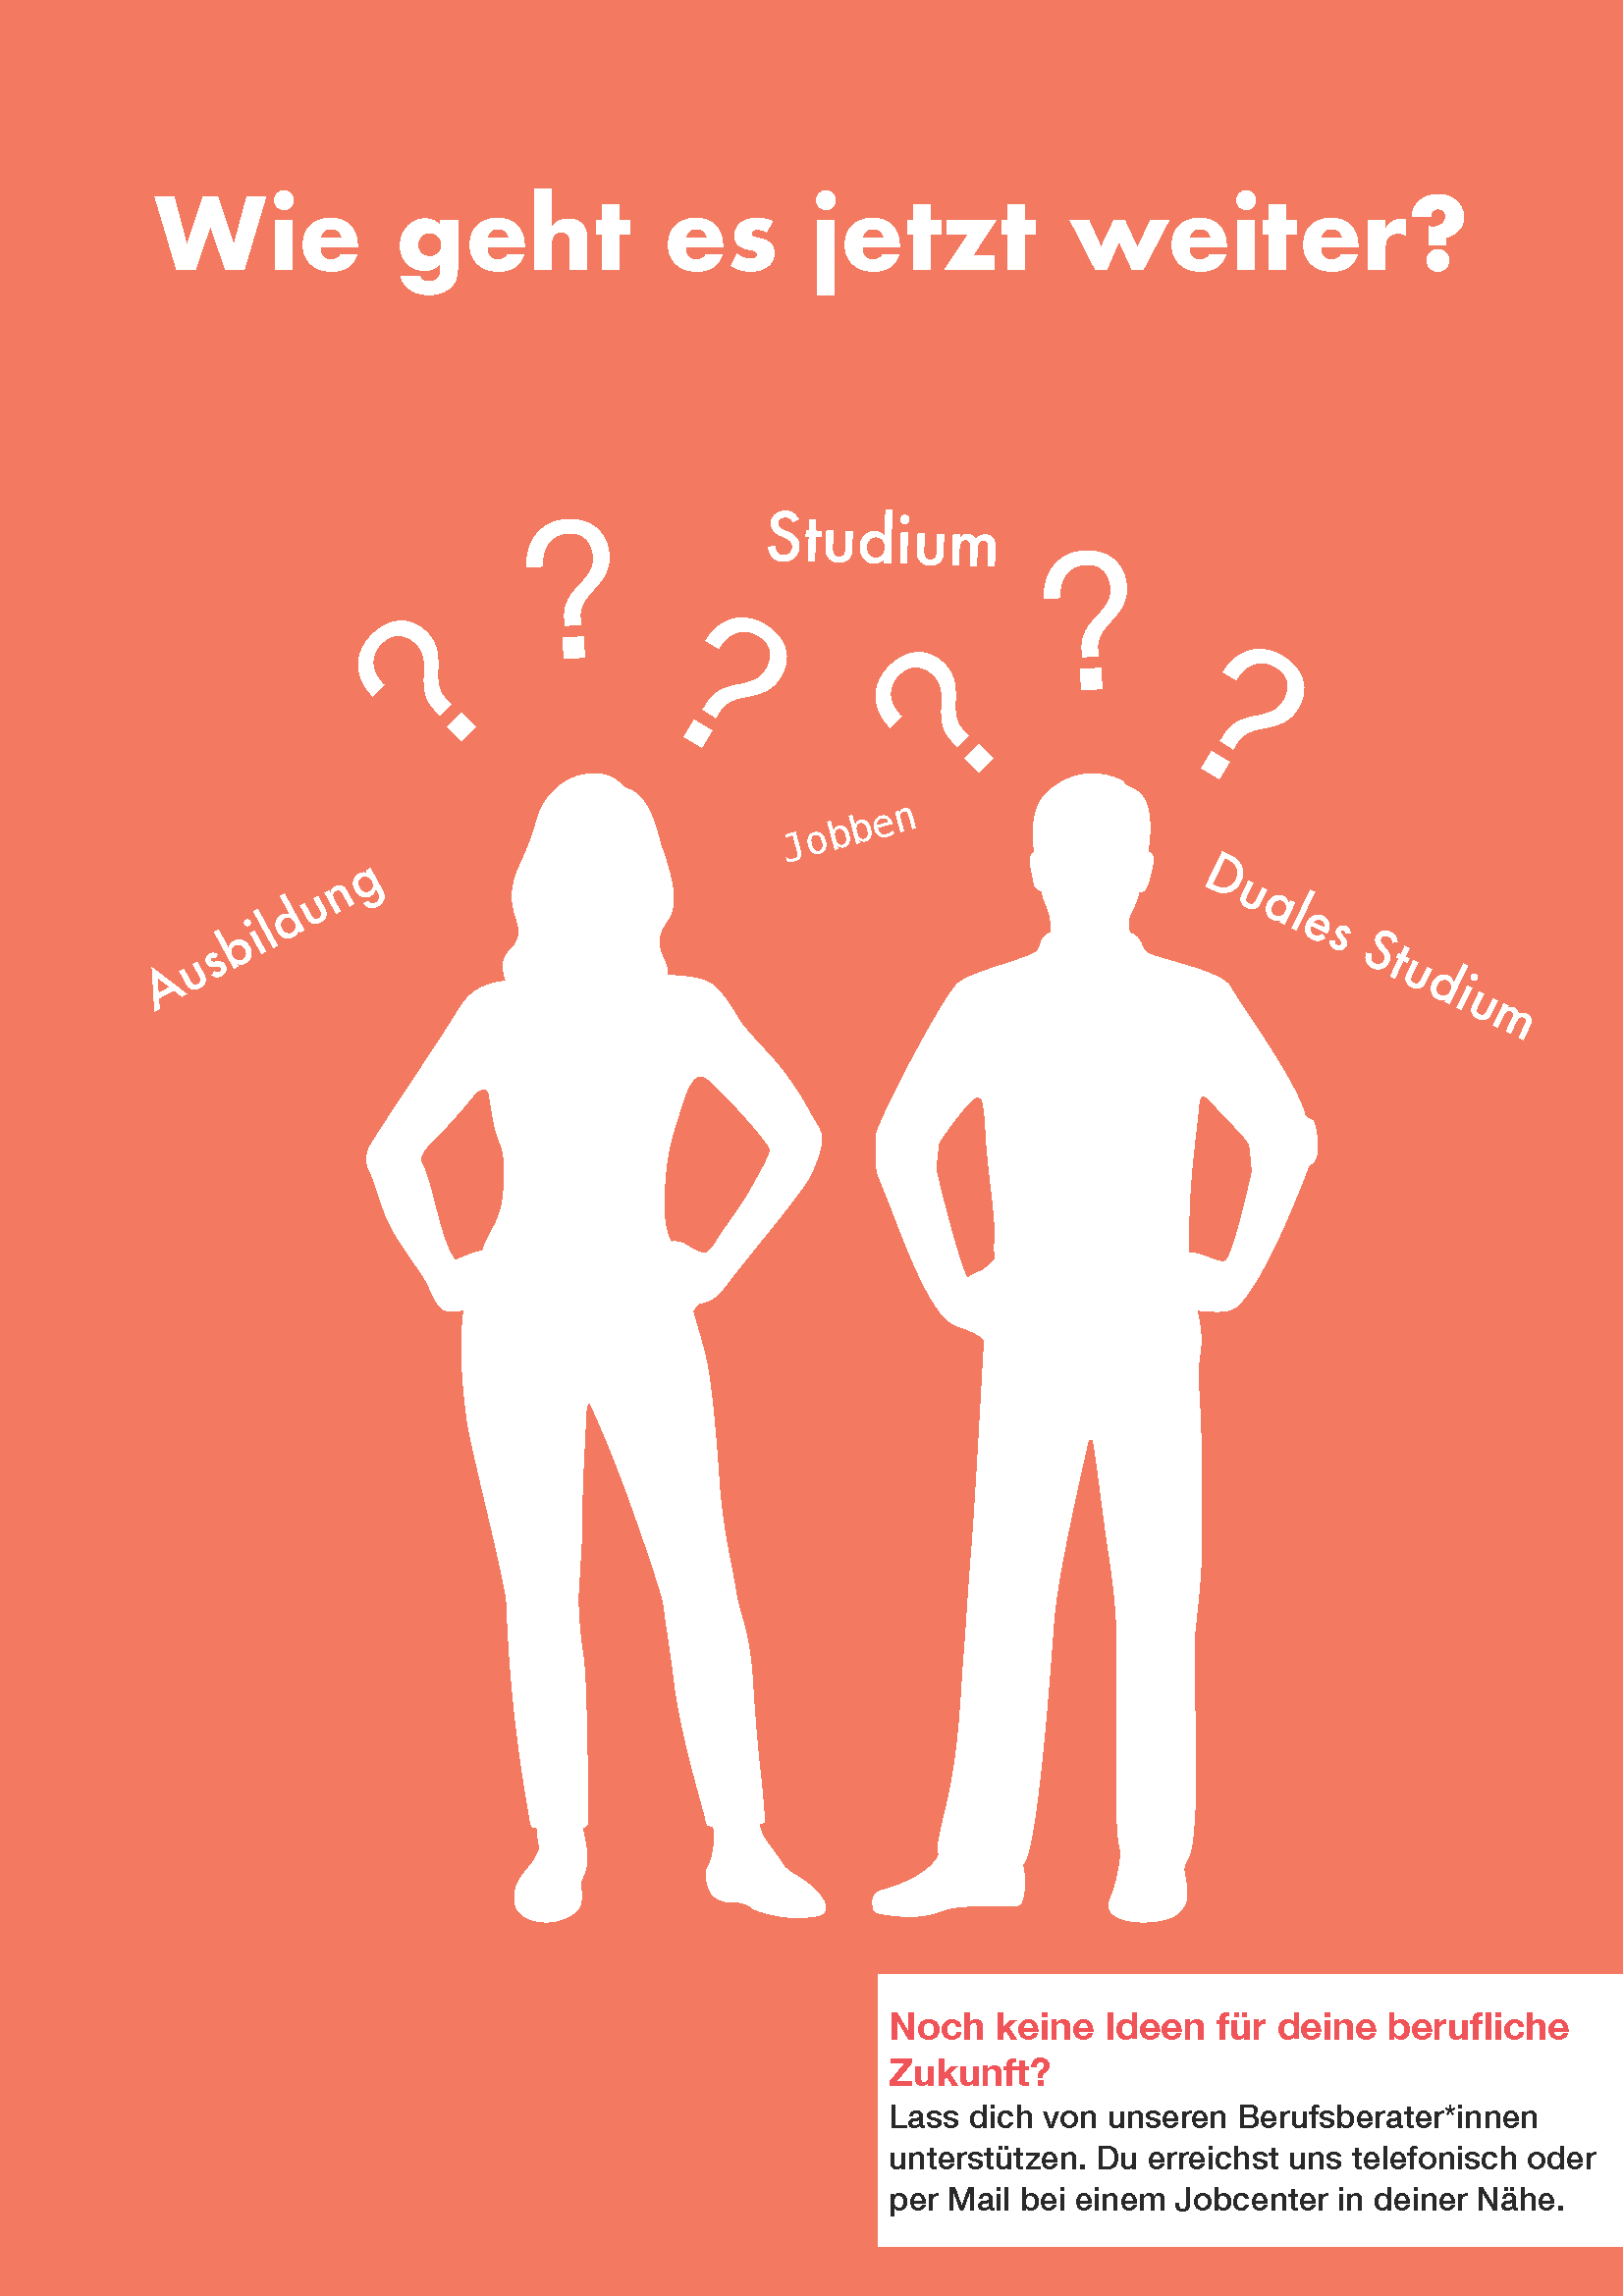 Wie geht es jetzt weiter?
Studium
? ? ? ? ? ?
Jobben
Ausbildung
Duales Studium
Noch keine Ideen für deine berufliche
Zukunft?
Lass dich von unseren Berufsberater*innen
unterstützen. Du erreichst uns telefonisch oder
per Mail bei einem Jobcenter in deiner Nähe.